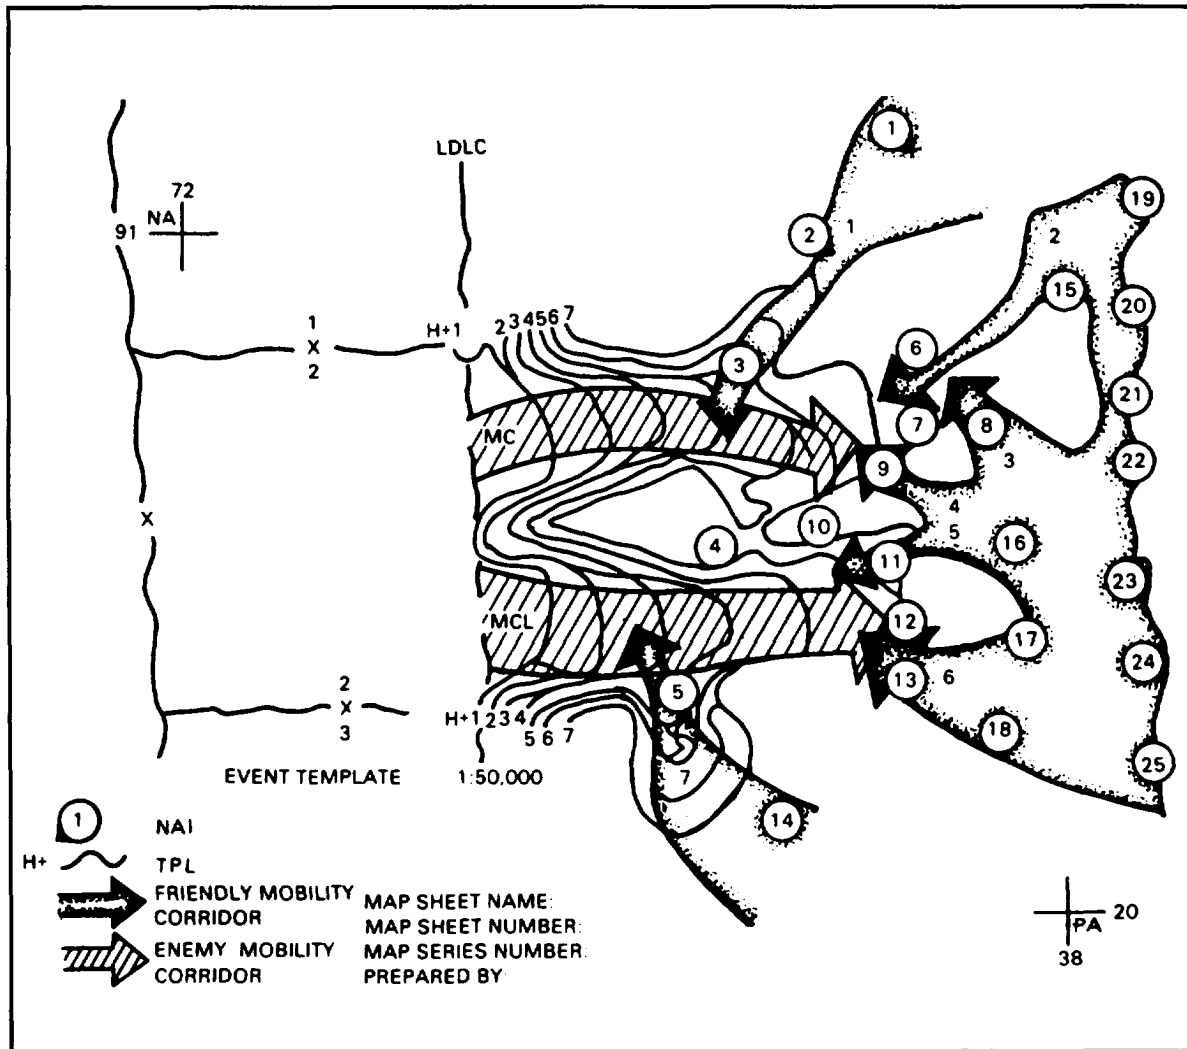 1
LDLC
72
NA
91
2
1
2
19
15
20
1
X
2
H+1
2 3 4 5 6 7
6
3
21
7
8
MC
22
9
3
4
5
X
10
16
4
11
23
MCL
12
17
24
13
6
5
2
X
3
H+1 2 3 4
5 6 7
18
25
7
EVENT TEMPLATE 1:50,000
14
1 NAI
H+ TPL
FRIENDLY MOBILITY
CORRIDOR
ENEMY MOBILITY
CORRIDOR
MAP SHEET NAME:
MAP SHEET NUMBER:
MAP SERIES NUMBER:
PREPARED BY:
PA 20
38